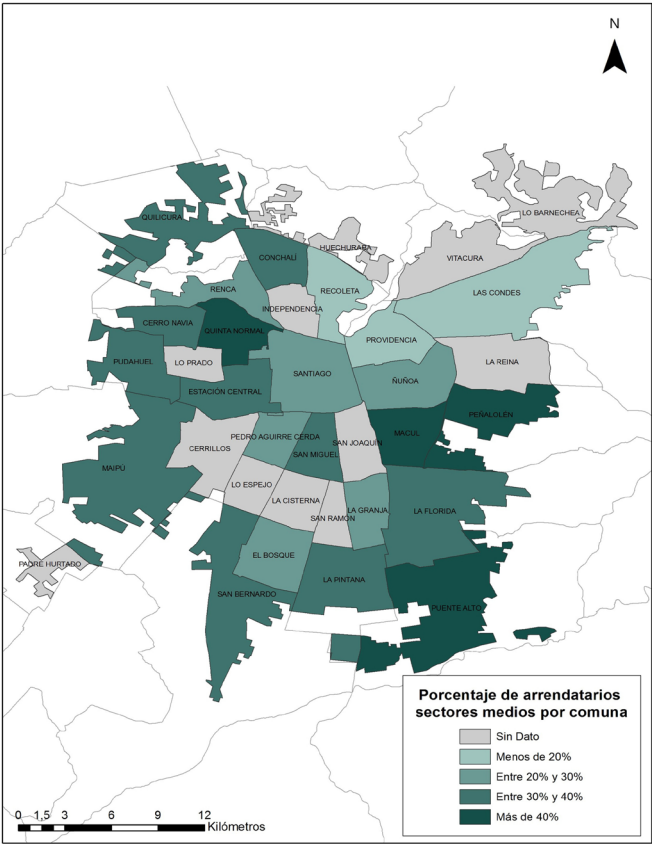 N
LO BARNECHEA
QUILICURA
HUECHURABA
CONCHALÍ
VITACURA
RENCA
RECOLETA
LAS CONDES
INDEPENDENCIA
CERRO NAVIA
QUINTA NORMAL
PROVIDENCIA
PUDAHUEL
LO PRADO
LA REINA
SANTIAGO
ÑUÑOA
ESTACIÓN CENTRAL
PEÑALOLÉN
PEDRO AGUIRRE CERDA
MACUL
SAN JOAQUÍN
CERRILLOS
SAN MIGUEL
MAIPÚ
LO ESPEJO
LA CISTERNA
LA GRANJA
LA FLORIDA
SAN RAMÓN
EL BOSQUE
PADRE HURTADO
LA PINTANA
SAN BERNARDO
PUENTE ALTO
Porcentaje de arrendatarios
sectores medios por comuna
Sin Dato
Menos de 20%
Entre 20% y 30%
Entre 30% y 40%
Más de 40%
0 1,5 3 6 9 12
Kilómetros